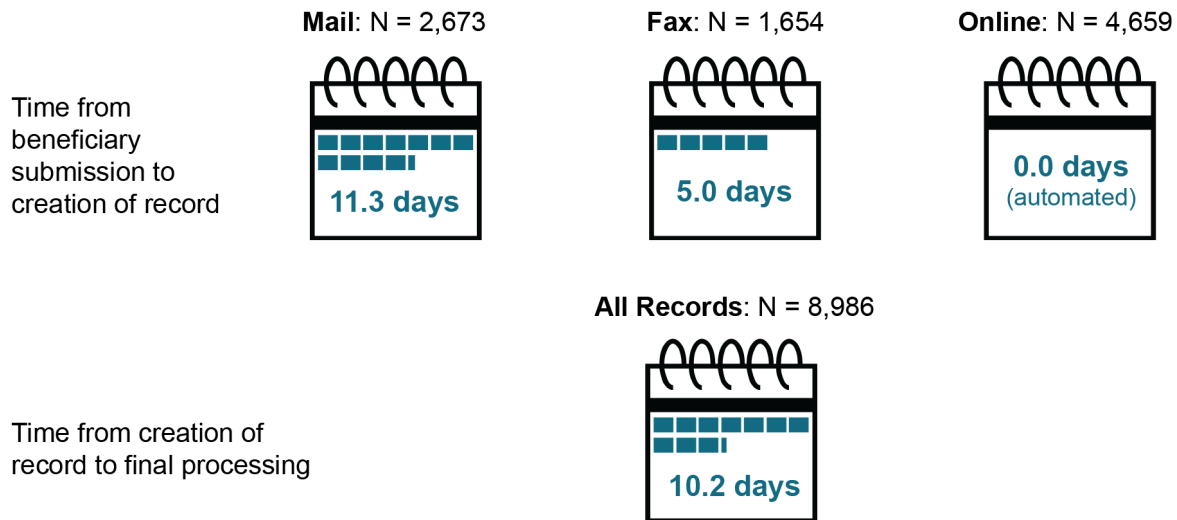 Mail: N = 2,673
Fax: N = 1,654
Online: N = 4,659
Time from
beneficiary
submission to
creation of record
11.3 days
5.0 days
0.0 days
(automated)
All Records: N = 8,986
Time from creation of
record to final processing
10.2 days